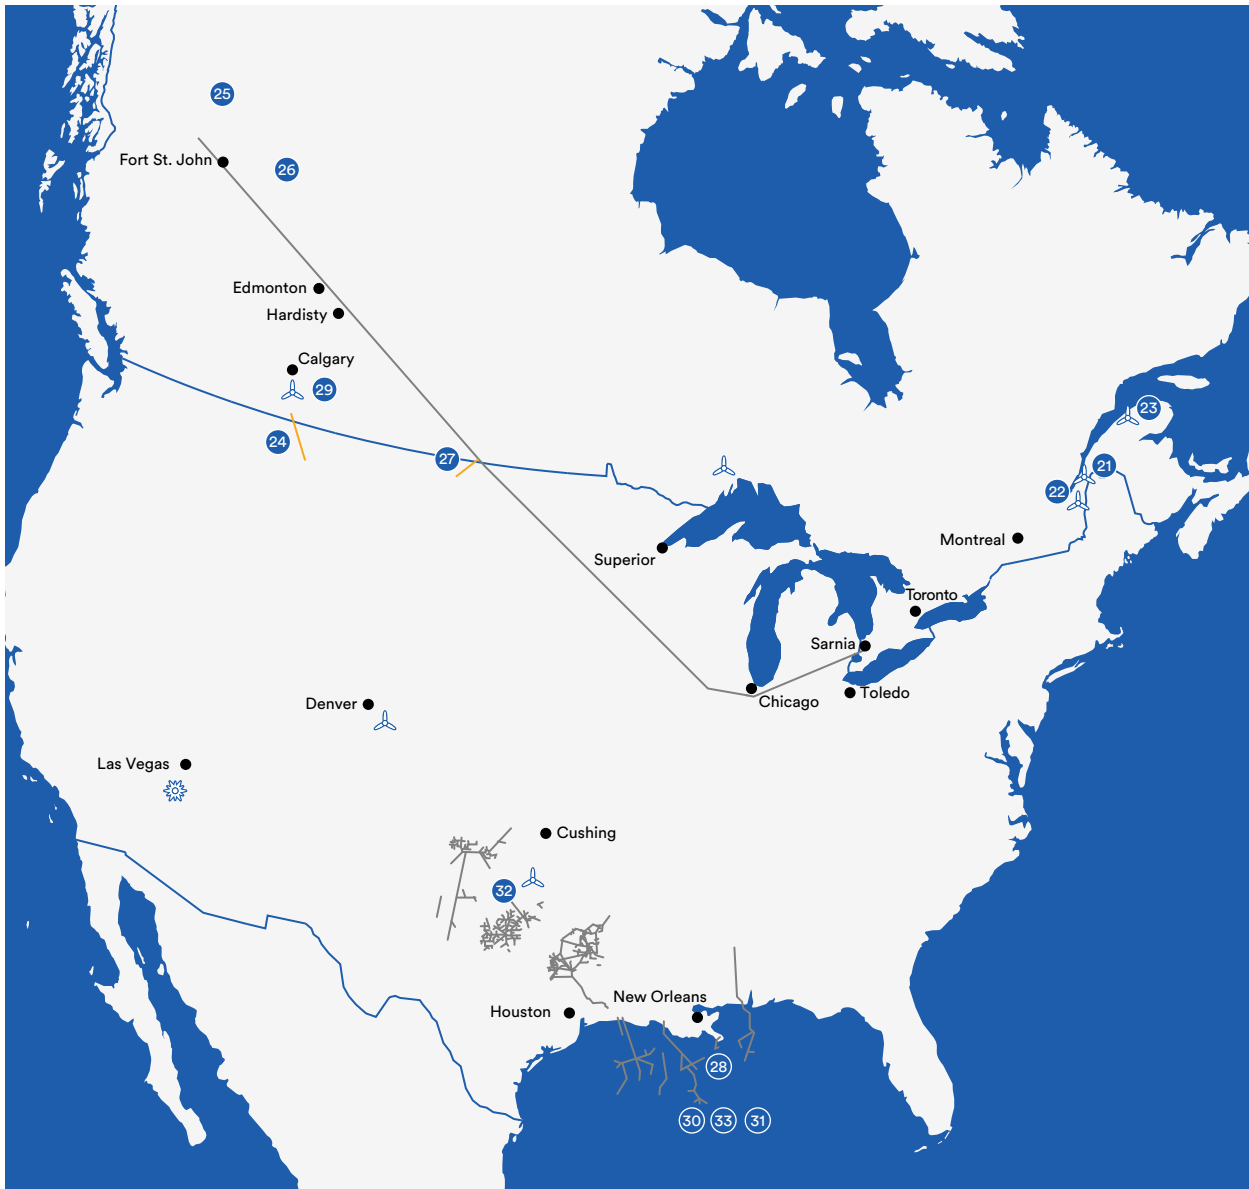 25
Fort St. John
26
Edmonton
Hardisty
Calgary
29
23
24
27
21
22
Montreal
Superior
Toronto
Sarnia
Toledo
Chicago
Denver
Las Vegas
Cushing
32
New Orleans
Houston
28
30
33
31